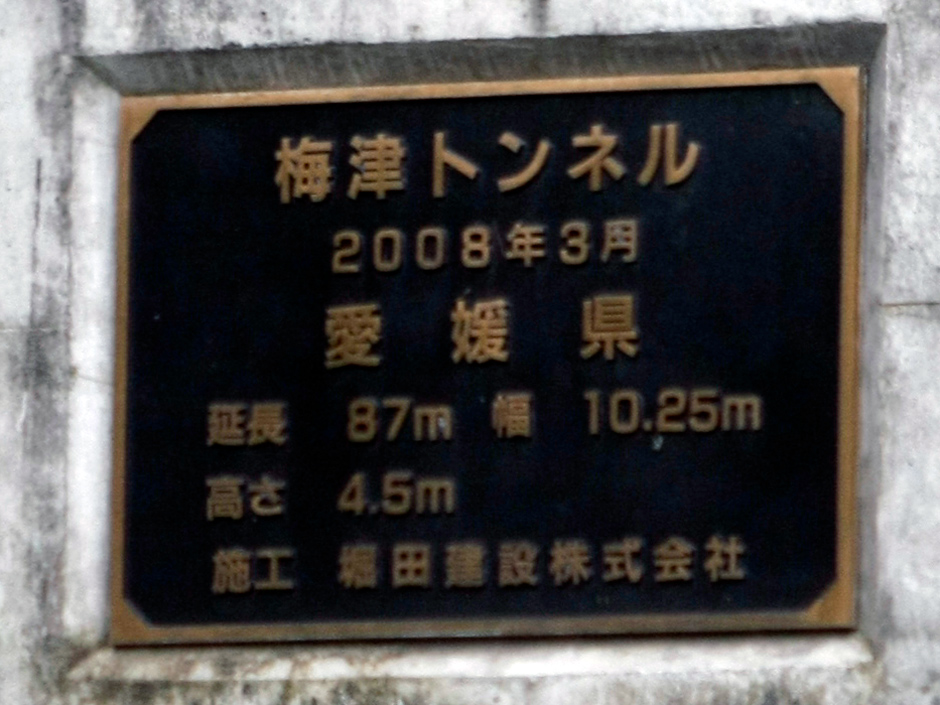 梅津トンネル
2008年3月
愛媛県
延長 87m 幅 10.25m
高さ 4.5m
施工 堀田建設株式会社